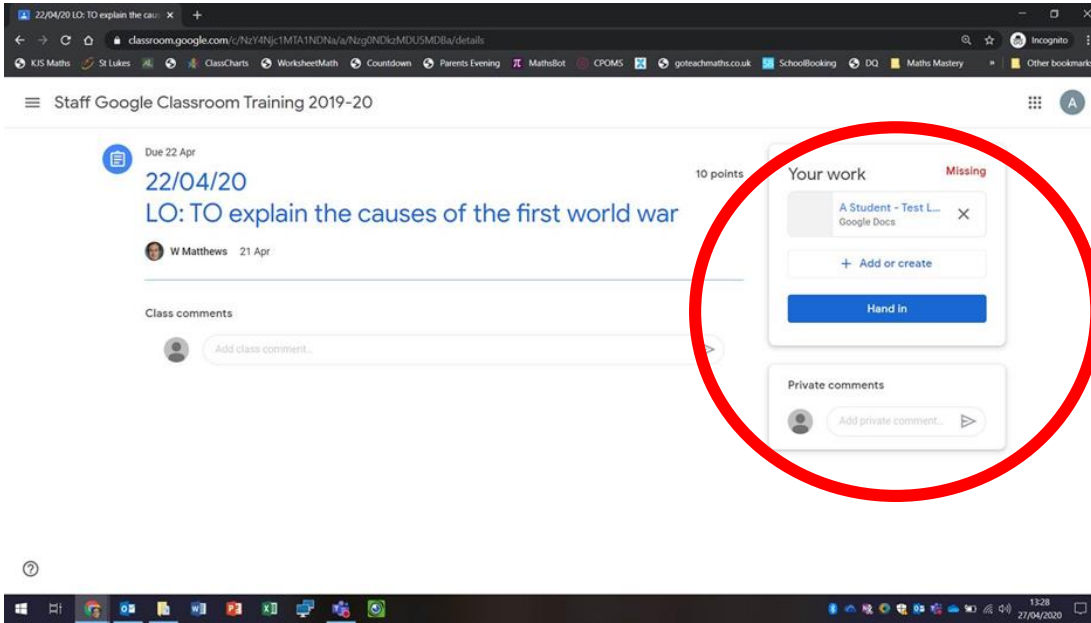 22/04/20 LO: TO explain the cau
classroom.google.com/c/NzY4Njc1MTA1NDNa/a/Nzg0NDkzMDU5MDBa/details
Incognito
KJS Maths St Lukes ClassCharts WorksheetMath Countdown Parents Evening MathsBot CPOMS goteachmaths.co.uk SchoolBooking DQ Maths Mastery » Other bookmarks
Staff Google Classroom Training 2019-20
A
Due 22 Apr
22/04/20
10 points
LO: TO explain the causes of the first world war
W Matthews 21 Apr
Class comments
Add class comment...
Your work
Missing
A Student - Test L...
Google Docs
+ Add or create
Hand in
Private comments
Add private comment...
13:28
27/04/2020